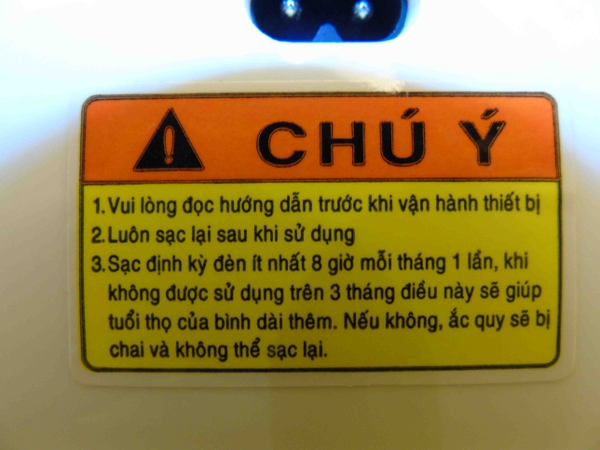 CHÚ Ý
1. Vui lòng đọc hướng dẫn trước khi vận hành thiết bị
2. Luôn sạc lại sau khi sử dụng
3. Sạc định kỳ đèn ít nhất 8 giờ mỗi tháng 1 lần, khi
không được sử dụng trên 3 tháng điều này sẽ giúp
tuổi thọ của bình dài thêm. Nếu không, ắc quy sẽ bị
chai và không thể sạc lại.